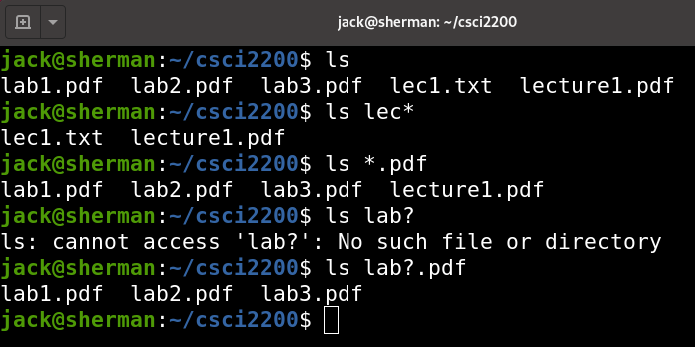 jack@sherman: ~/csci2200
jack@sherman:~/csci2200$ ls
lab1.pdf  lab2.pdf  lab3.pdf  lec1.txt  lecture1.pdf
jack@sherman:~/csci2200$ ls lec*
lec1.txt  lecture1.pdf
jack@sherman:~/csci2200$ ls *.pdf
lab1.pdf  lab2.pdf  lab3.pdf  lecture1.pdf
jack@sherman:~/csci2200$ ls lab?
ls: cannot access 'lab?': No such file or directory
jack@sherman:~/csci2200$ ls lab?.pdf
lab1.pdf  lab2.pdf  lab3.pdf
jack@sherman:~/csci2200$